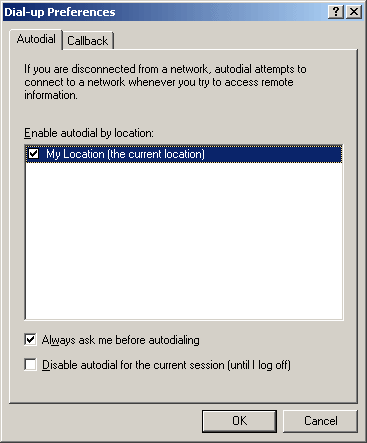 Dial-up Preferences
Autodial Callback
If you are disconnected from a network, autodial attempts to
connect to a network whenever you try to access remote
information.
Enable autodial by location:
My Location (the current location)
Always ask me before autodialing
Disable autodial for the current session (until I log off)
OK Cancel